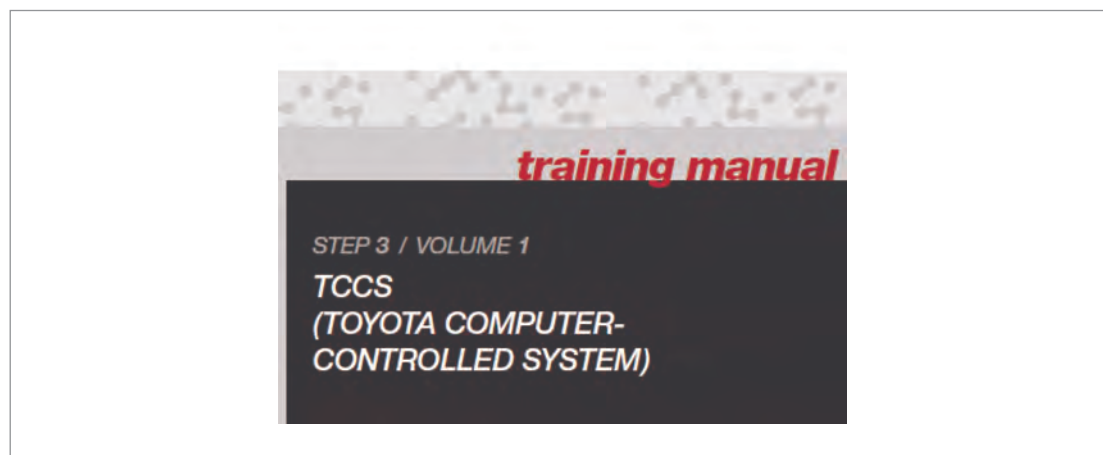 training manual
STEP 3 / VOLUME 1
TCCS
(TOYOTA COMPUTER-
CONTROLLED SYSTEM)